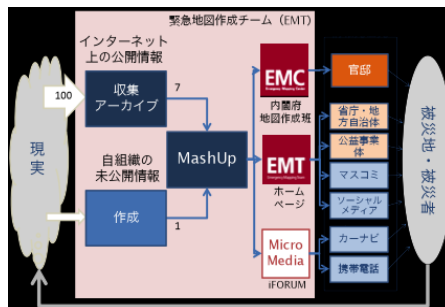 緊急地図作成チーム（EMT）
インターネット
上の公開情報
100
収集
アーカイブ
7
現実
自組織の
未公開情報
作成
1
MashUp
EMC
内閣府
地図作成班
EMT
ホーム
ページ
Micro
Media
iFORUM
官邸
省庁・地
方自治体
公益事業
体
マスコミ
ソーシャル
メディア
カーナビ
携帯電話
被災地・被災者